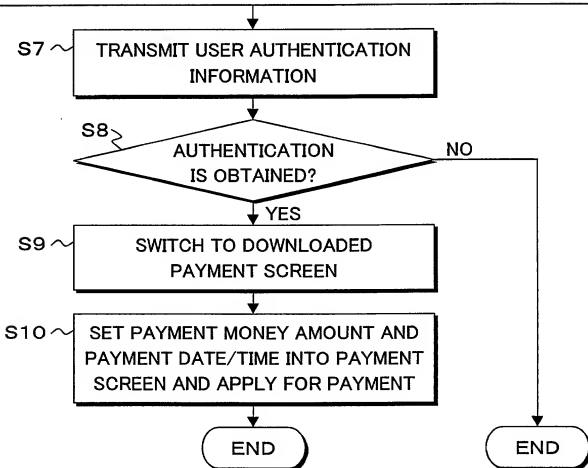 S7
TRANSMIT USER AUTHENTICATION
INFORMATION
S8
AUTHENTICATION
IS OBTAINED?
NO
YES
S9
SWITCH TO DOWNLOADED
PAYMENT SCREEN
S10
SET PAYMENT MONEY AMOUNT AND
PAYMENT DATE/TIME INTO PAYMENT
SCREEN AND APPLY FOR PAYMENT
END
END